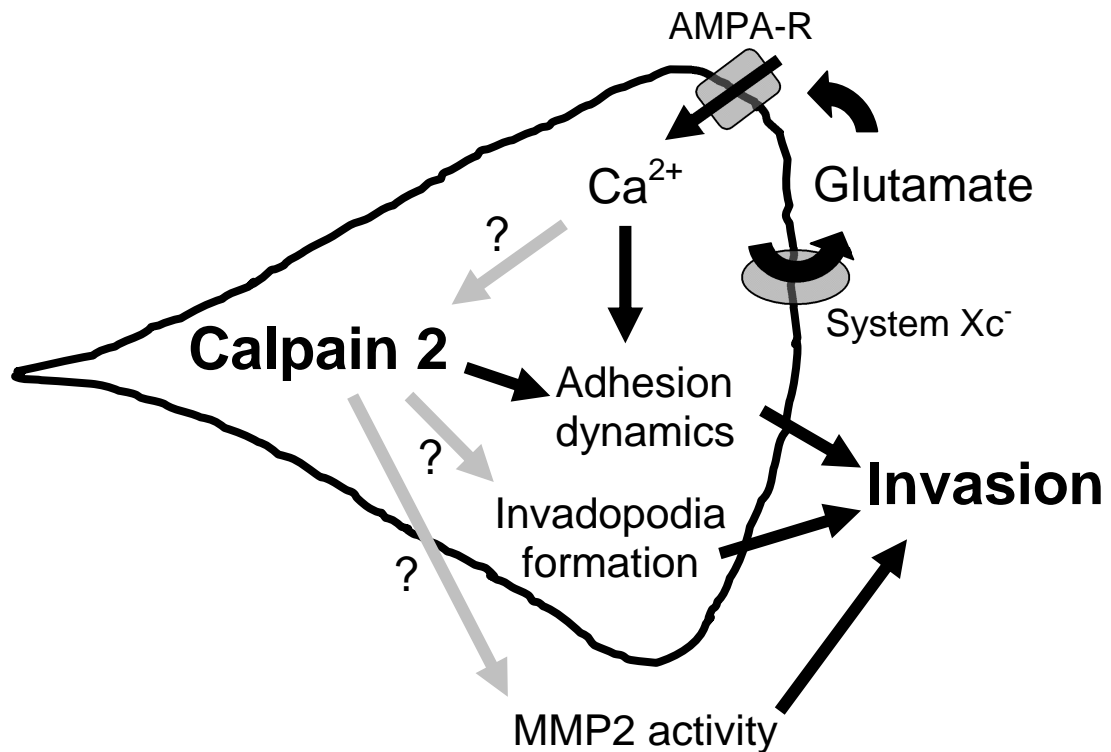 AMPA-R
Ca²⁺
Glutamate
?
System Xc⁻
Calpain 2
Adhesion
dynamics
?
Invasion
Invadopodia
formation
?
MMP2 activity